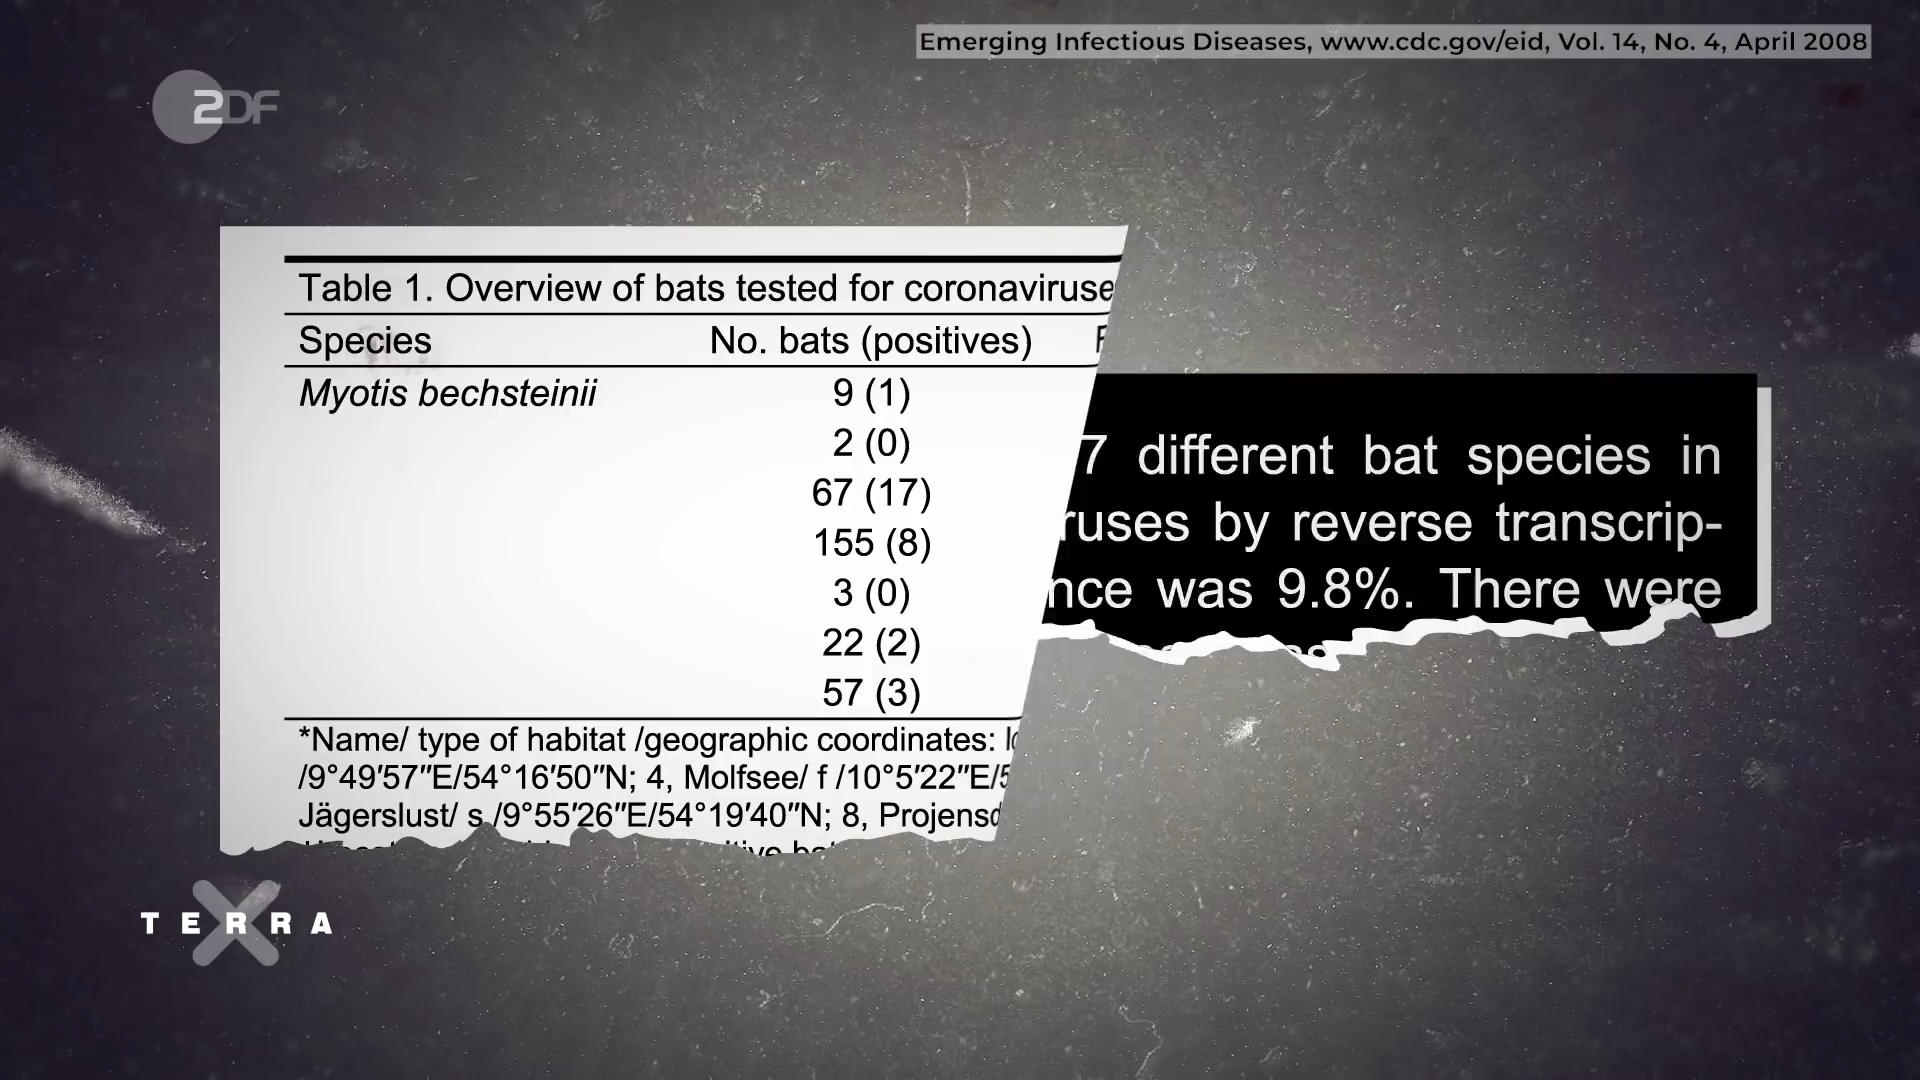 Emerging Infectious Diseases, www.cdc.gov/eid, Vol. 14, No. 4, April 2008
ZDF
Table 1. Overview of bats tested for coronaviruse
Species No. bats (positives)
Myotis bechsteinii 9 (1)
2 (0)
67 (17)
155 (8)
3 (0)
22 (2)
57 (3)
*Name/ type of habitat /geographic coordinates:
/9°49′57″E/54°16′50″N; 4, Molfsee/ f /10°5′22″E/5
Jägerslust/ s /9°55′26″E/54°19′40″N; 8, Projensd
7 different bat species in
ruses by reverse transcrip-
nce was 9.8%. There were
TERRA X